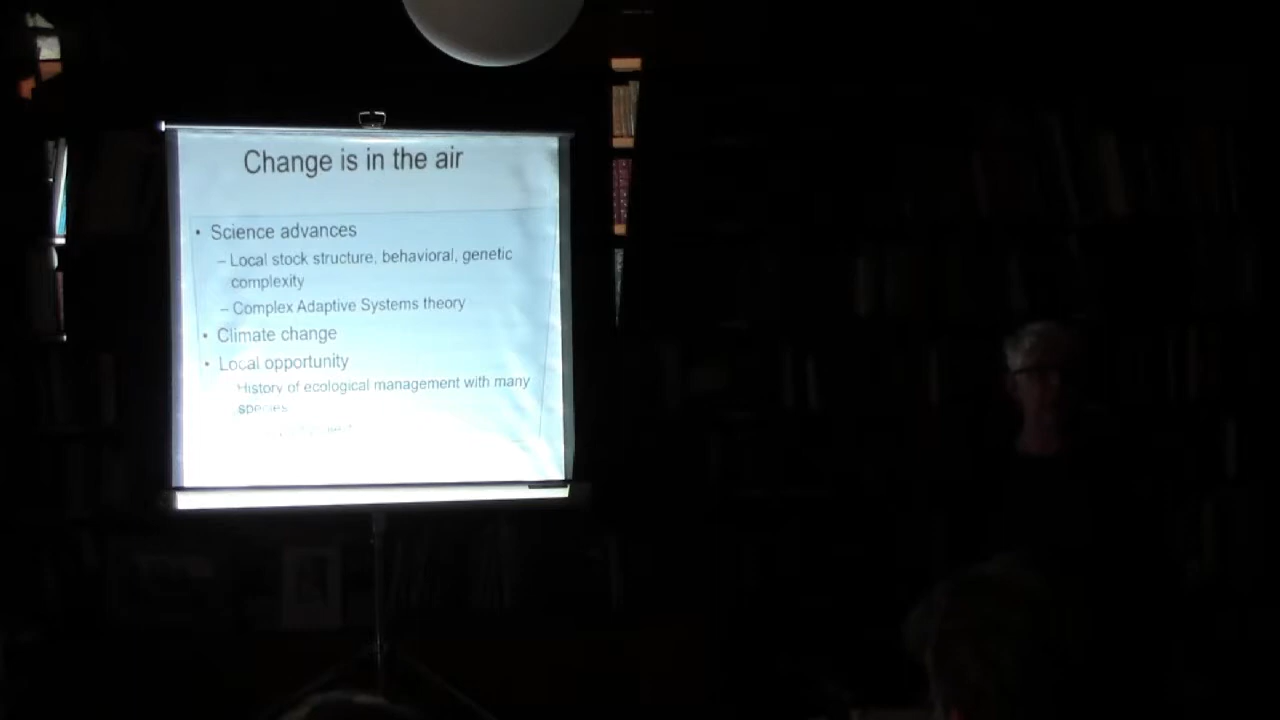 Change is in the air
• Science advances
– Local stock structure, behavioral, genetic
complexity
– Complex Adaptive Systems theory
• Climate change
• Local opportunity
History of ecological management with many
species